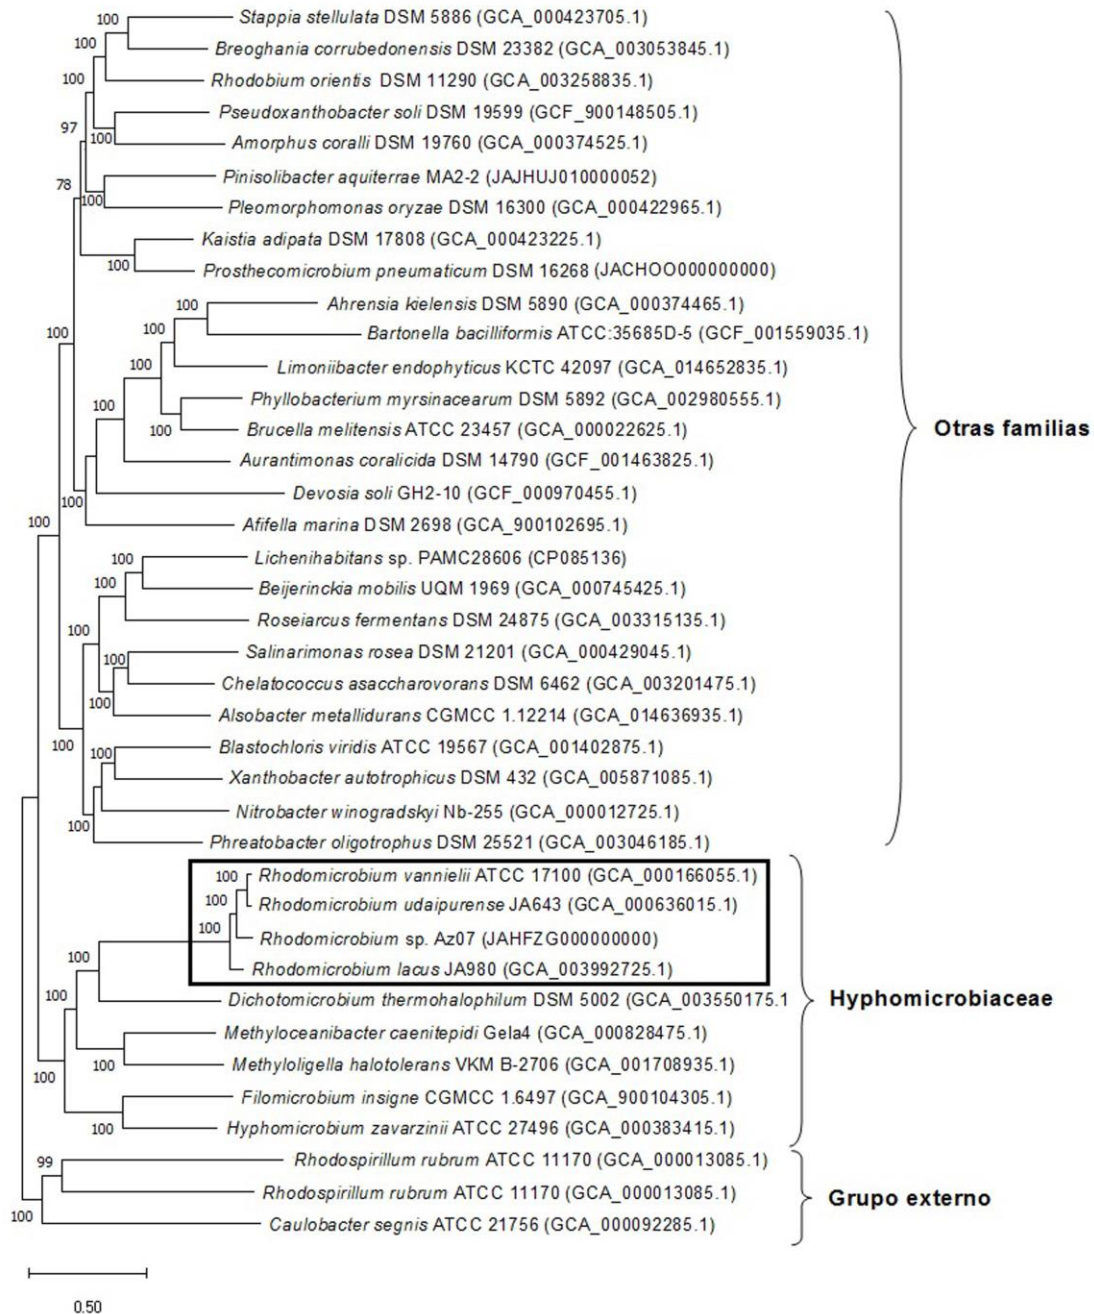 100
Stappia stellulata DSM 5886 (GCA_000423705.1)
100
Breoghania corrubedonensis DSM 23382 (GCA_003053845.1)
100
Rhodobium orientis DSM 11290 (GCA_003258835.1)
Pseudoxanthobacter soli DSM 19599 (GCF_900148505.1)
97
100
Amorphus coralli DSM 19760 (GCA_000374525.1)
Pinisolibacter aquiterrae MA2-2 (JAJHUJ010000052)
78
100
Pleomorphomonas oryzae DSM 16300 (GCA_000422965.1)
Kaistia adipata DSM 17808 (GCA_000423225.1)
100
Prosthecomicrobium pneumaticum DSM 16268 (JACHOO000000000)
100
Ahrensia kielensis DSM 5890 (GCA_000374465.1)
100
100
Bartonella bacilliformis ATCC:35685D-5 (GCF_001559035.1)
Limoniibacter endophyticus KCTC 42097 (GCA_014652835.1)
Phyllobacterium myrsinacearum DSM 5892 (GCA_002980555.1)
100
100
Brucella melitensis ATCC 23457 (GCA_000022625.1)
Otras familias
Aurantimonas coralicida DSM 14790 (GCF_001463825.1)
Devosia soli GH2-10 (GCF_000970455.1)
100
100
Afifella marina DSM 2698 (GCA_900102695.1)
100
Lichenihabitans sp. PAMC28606 (CP085136)
100
Beijerinckia mobilis UQM 1969 (GCA_000745425.1)
Roseiarcus fermentans DSM 24875 (GCA_003315135.1)
100
100
Salinarimonas rosea DSM 21201 (GCA_000429045.1)
Chelatococcus asaccharovorans DSM 6462 (GCA_003201475.1)
100
Alsobacter metallidurans CGMCC 1.12214 (GCA_014636935.1)
100
100
Blastochloris viridis ATCC 19567 (GCA_001402875.1)
Xanthobacter autotrophicus DSM 432 (GCA_005871085.1)
Nitrobacter winogradskyi Nb-255 (GCA_000012725.1)
100
Phreatobacter oligotrophus DSM 25521 (GCA_003046185.1)
100
Rhodomicrobium vannielii ATCC 17100 (GCA_000166055.1)
100
Rhodomicrobium udaipurense JA643 (GCA_000636015.1)
100
Rhodomicrobium sp. Az07 (JAHFZG000000000)
100
Rhodomicrobium lacus JA980 (GCA_003992725.1)
Dichotomicrobium thermohalophilum DSM 5002 (GCA_003550175.1
Hyphomicrobiaceae
100
Methyloceanibacter caenitepidi Gela4 (GCA_000828475.1)
100
Methyloligella halotolerans VKM B-2706 (GCA_001708935.1)
100
Filomicrobium insigne CGMCC 1.6497 (GCA_900104305.1)
100
Hyphomicrobium zavarzinii ATCC 27496 (GCA_000383415.1)
99
Rhodospirillum rubrum ATCC 11170 (GCA_000013085.1)
Rhodospirillum rubrum ATCC 11170 (GCA_000013085.1)
Grupo externo
100
Caulobacter segnis ATCC 21756 (GCA_000092285.1)
0.50